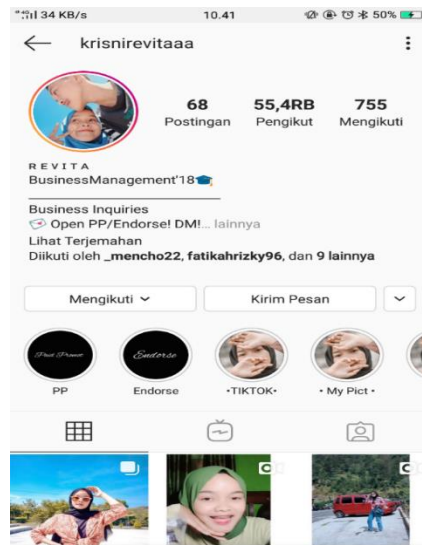 34 KB/s 10.41 50%
krisnirevitaaa
68 55,4RB 755
Postingan Pengikut Mengikuti
R E V I T A
BusinessManagement'18
Business Inquiries
Open PP/Endorse! DM!... lainnya
Lihat Terjemahan
Diikuti oleh _mencho22, fatikahrizky96, dan 9 lainnya
Mengikuti Kirim Pesan
Paid Promot Endorse
PP Endorse •TIKTOK• • My Pict •